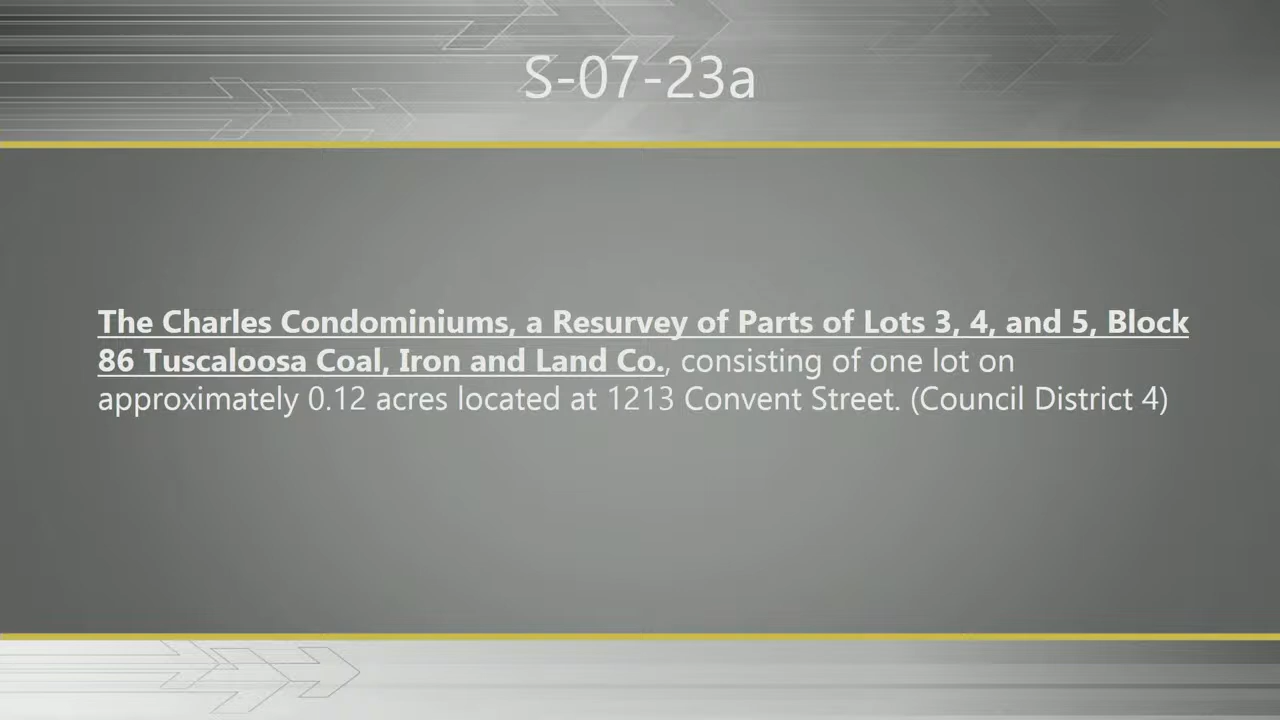 S-07-23a
The Charles Condominiums, a Resurvey of Parts of Lots 3, 4, and 5, Block
86 Tuscaloosa Coal, Iron and Land Co., consisting of one lot on
approximately 0.12 acres located at 1213 Convent Street. (Council District 4)